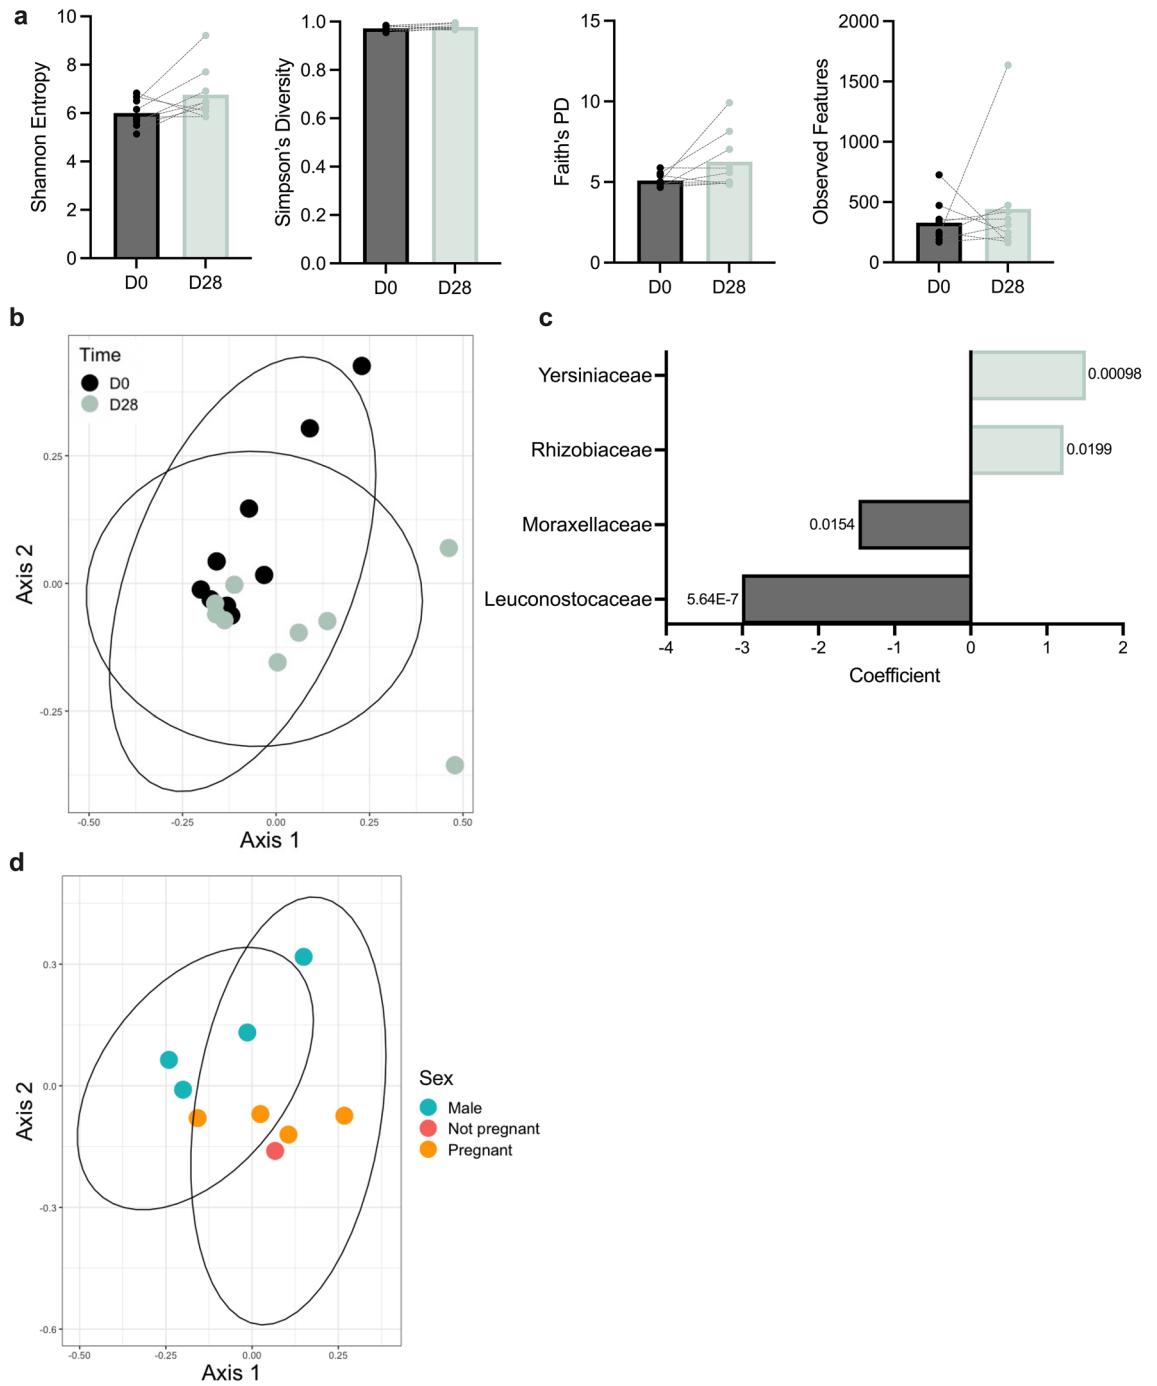 a
Shannon Entropy
10
8
6
4
2
0
D0 D28
Simpson's Diversity
1.0
0.8
0.6
0.4
0.2
0.0
D0 D28
Faith's PD
15
10
5
0
D0 D28
Observed Features
2000
1500
1000
500
0
D0 D28
b
Time
D0
D28
Axis 2
0.25
0.00
-0.25
-0.50 -0.25 0.00 0.25 0.50
Axis 1
c
Yersiniaceae 0.00098
Rhizobiaceae 0.0199
Moraxellaceae 0.0154
Leuconostocaceae 5.64E-7
-4 -3 -2 -1 0 1 2
Coefficient
d
Axis 2
0.3
0.0
-0.3
-0.6
-0.50 -0.25 0.00 0.25
Axis 1
Sex
Male
Not pregnant
Pregnant